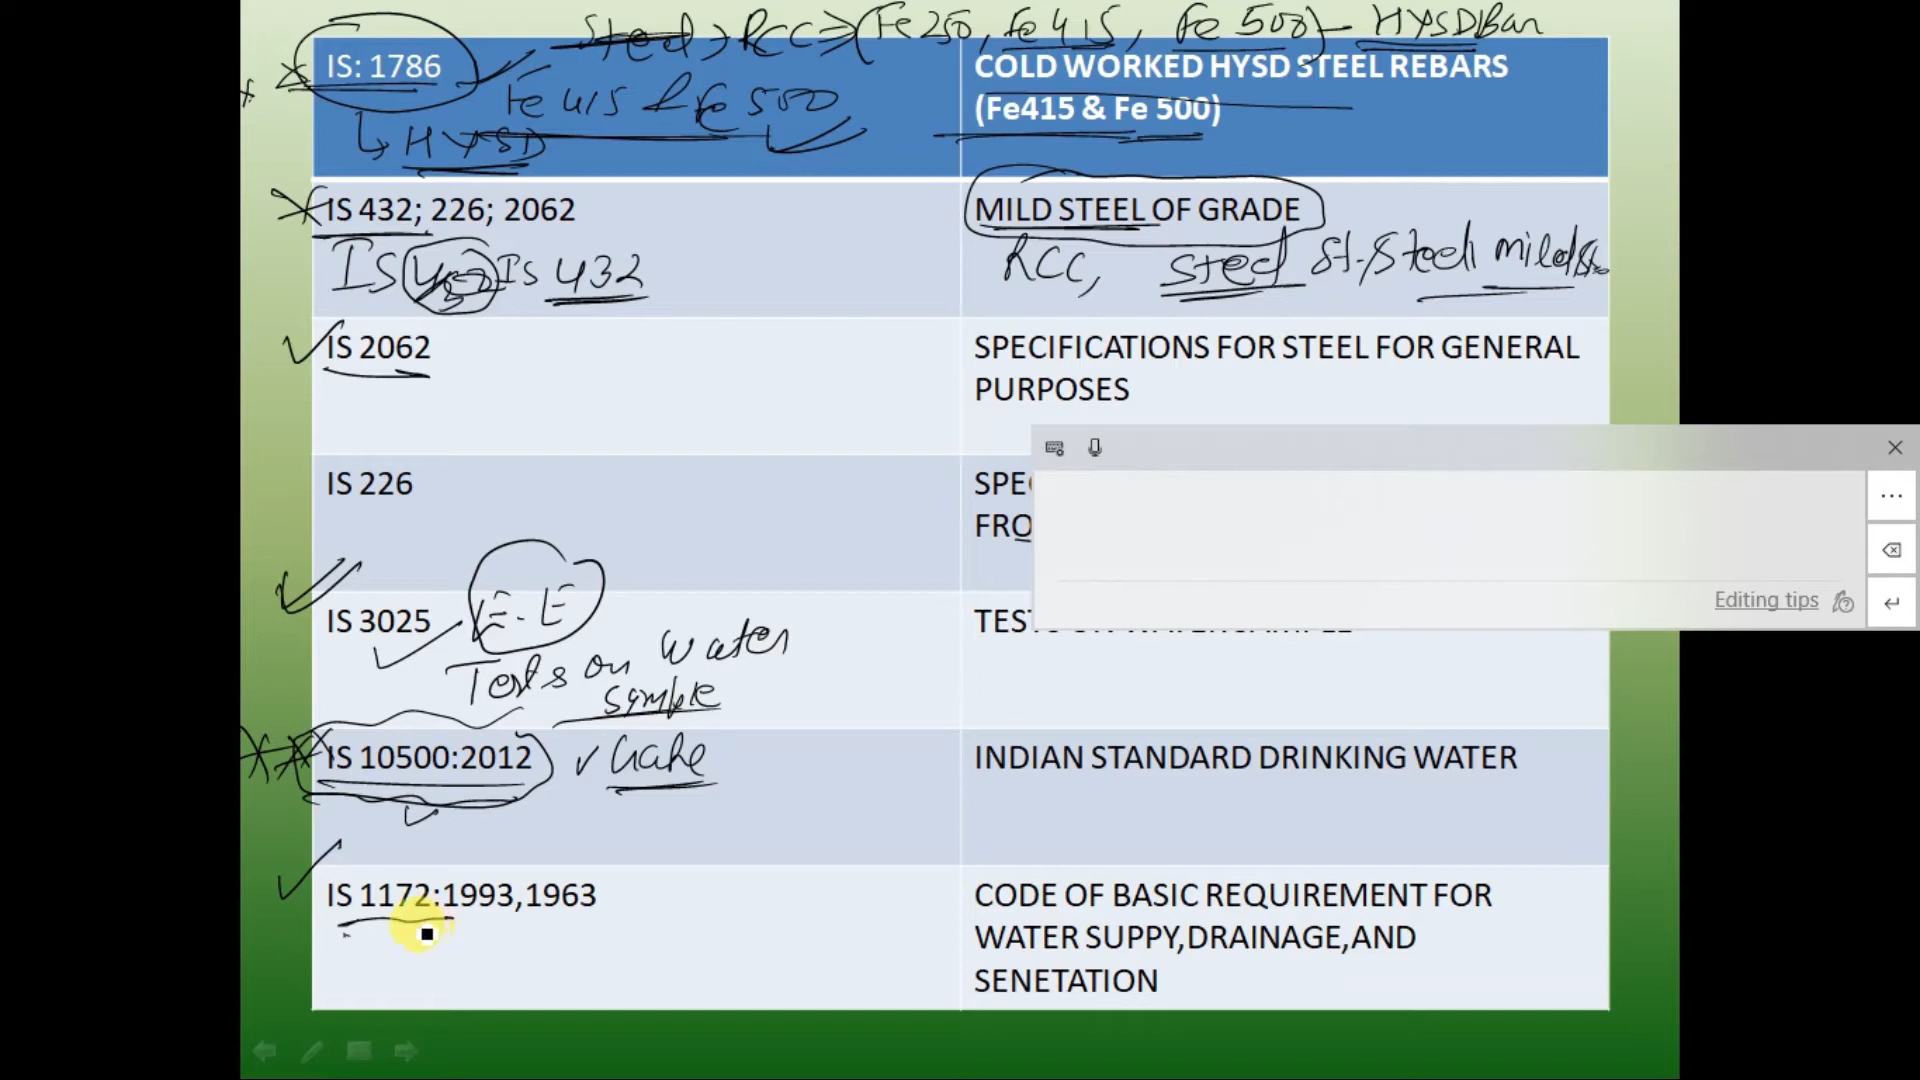 Steel → RCC ⇒ (Fe 250, Fe 415, Fe 500) - HYSD Bar
IS: 1786
Fe 415 & Fe 500
↳ HYSD
COLD WORKED HYSD STEEL REBARS
(Fe415 & Fe 500)
IS 432; 226; 2062
IS IS 432
MILD STEEL OF GRADE
RCC, Steel St. Steel mild
IS 2062
SPECIFICATIONS FOR STEEL FOR GENERAL
PURPOSES
IS 226
Editing tips
IS 3025
E.E
Tests on water
sample
IS 10500:2012
INDIAN STANDARD DRINKING WATER
IS 1172:1993,1963
CODE OF BASIC REQUIREMENT FOR
WATER SUPPY,DRAINAGE,AND
SENETATION